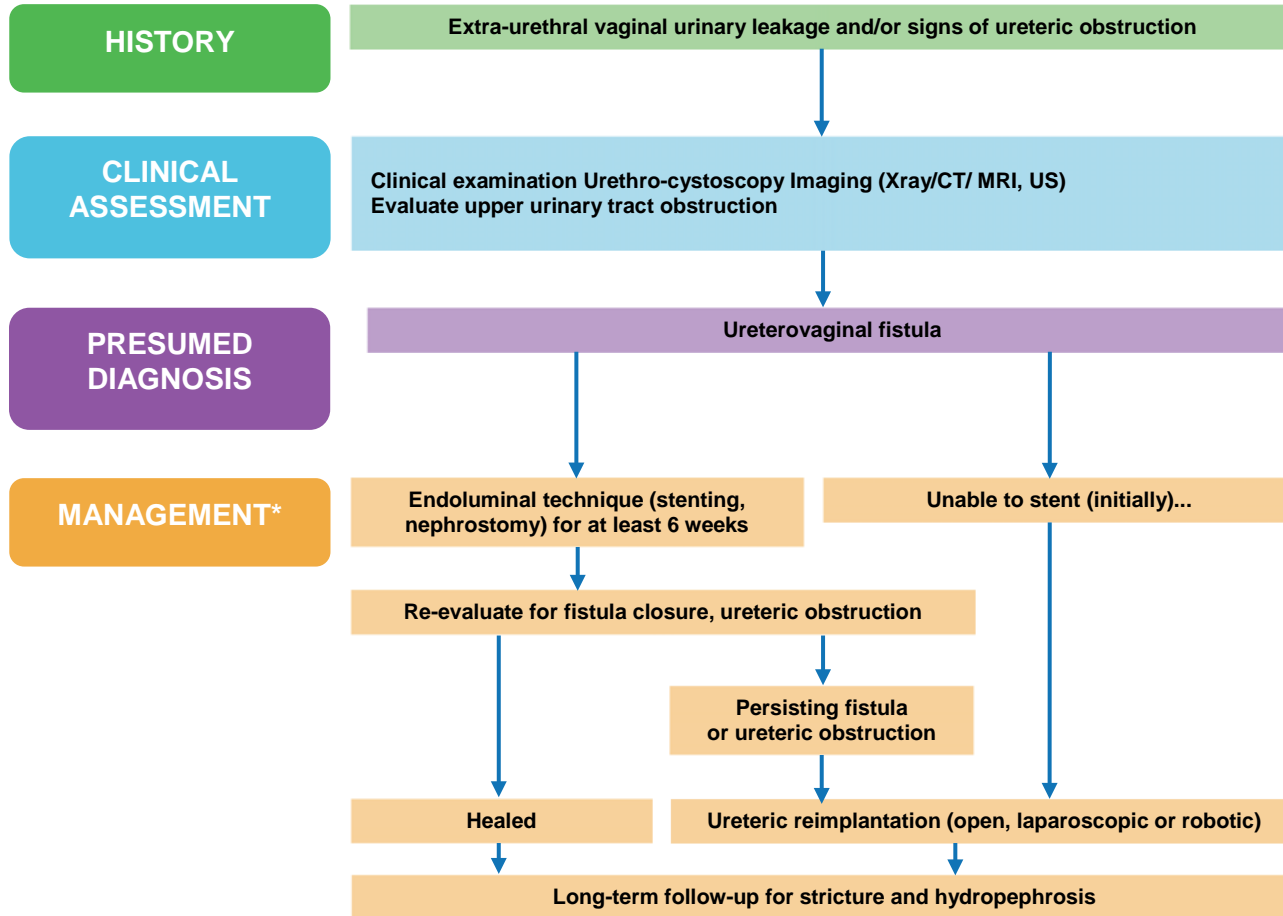 HISTORY
Extra-urethral vaginal urinary leakage and/or signs of ureteric obstruction
CLINICAL
ASSESSMENT
Clinical examination Urethro-cystoscopy Imaging (Xray/CT/ MRI, US)
Evaluate upper urinary tract obstruction
PRESUMED
DIAGNOSIS
Ureterovaginal fistula
MANAGEMENT*
Endoluminal technique (stenting,
nephrostomy) for at least 6 weeks
Unable to stent (initially)...
Re-evaluate for fistula closure, ureteric obstruction
Persisting fistula
or ureteric obstruction
Healed
Ureteric reimplantation (open, laparoscopic or robotic)
Long-term follow-up for stricture and hydropephrosis